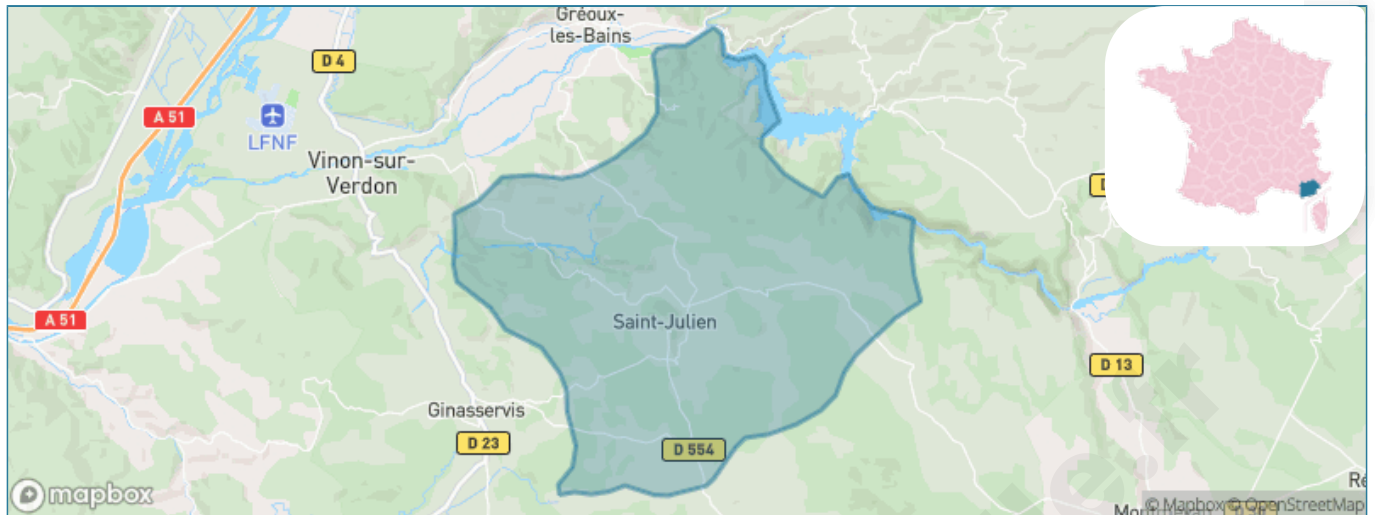 Gréoux-
les-Bains
D 4
A 51
LFNF
Vinon-sur-
Verdon
A 51
Saint-Julien
D 13
Ginasservis
D 23
D 554
mapbox
© Mapbox © OpenStreetMap